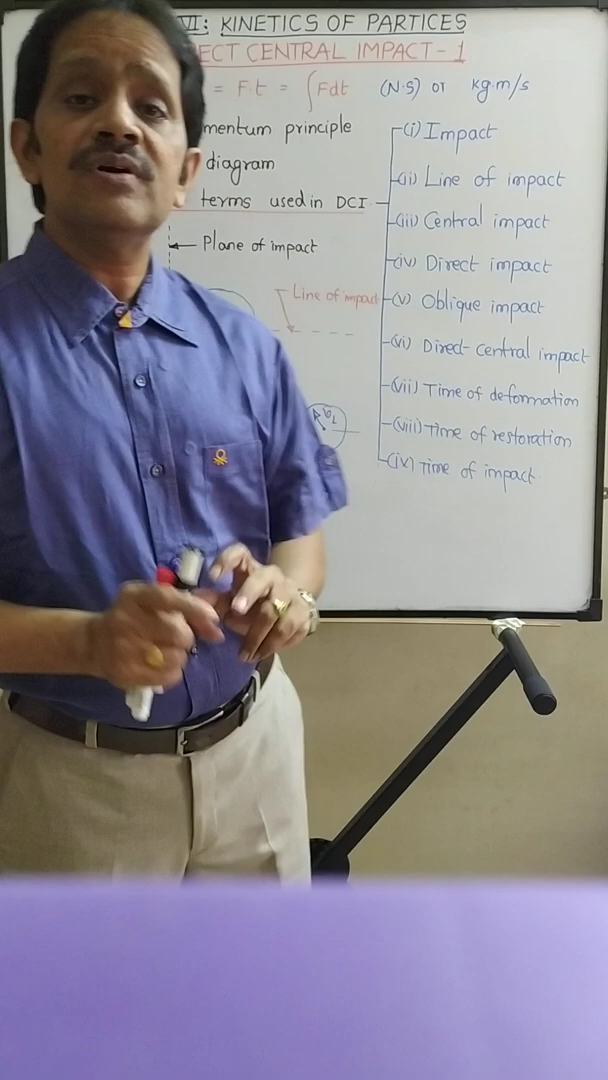 VI: KINETICS OF PARTICES
ECT CENTRAL IMPACT - 1
= F.t = ∫Fdt (N.S) or kg.m/s
mentum principle
diagram
terms used in DCI
Plane of impact
Line of impact
(i) Impact
(ii) Line of impact
(iii) Central impact
(iv) Direct impact
(v) Oblique impact
(vi) Direct central impact
(vii) Time of deformation
(viii) Time of restoration
(ix) Time of impact